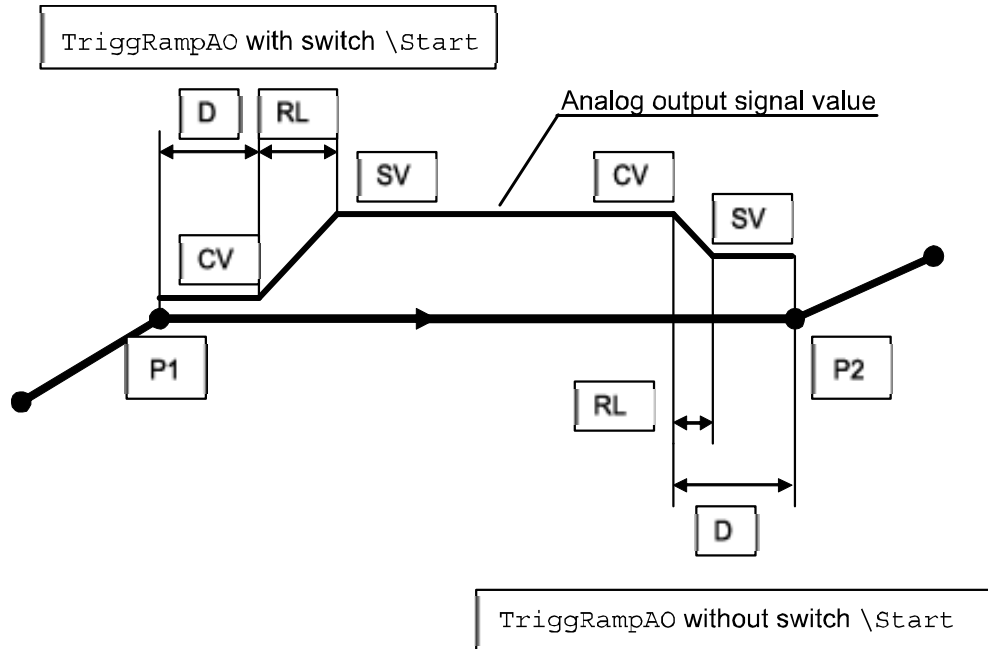 TriggRampAO with switch \Start
D
RL
Analog output signal value
SV
CV
SV
CV
P1
P2
RL
D
TriggRampAO without switch \Start